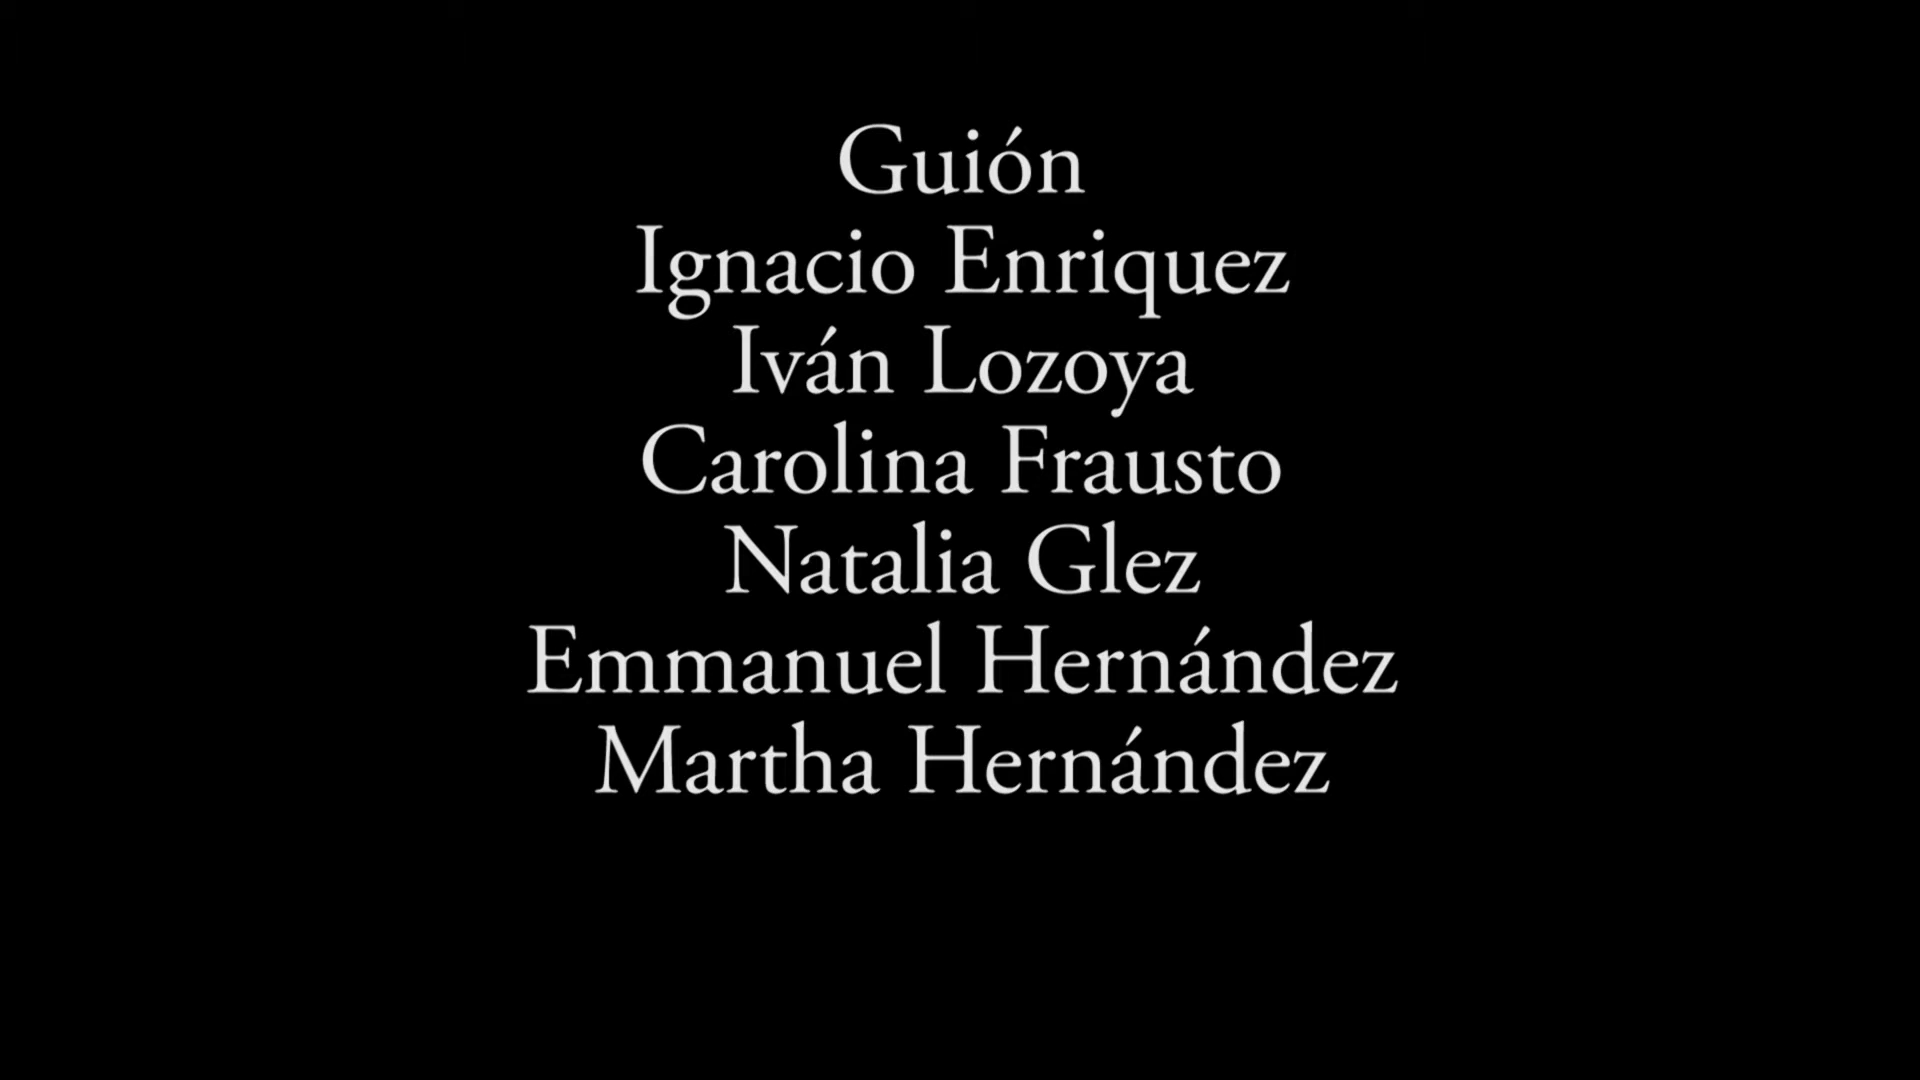 Guión
Ignacio Enriquez
Iván Lozoya
Carolina Frausto
Natalia Glez
Emmanuel Hernández
Martha Hernández